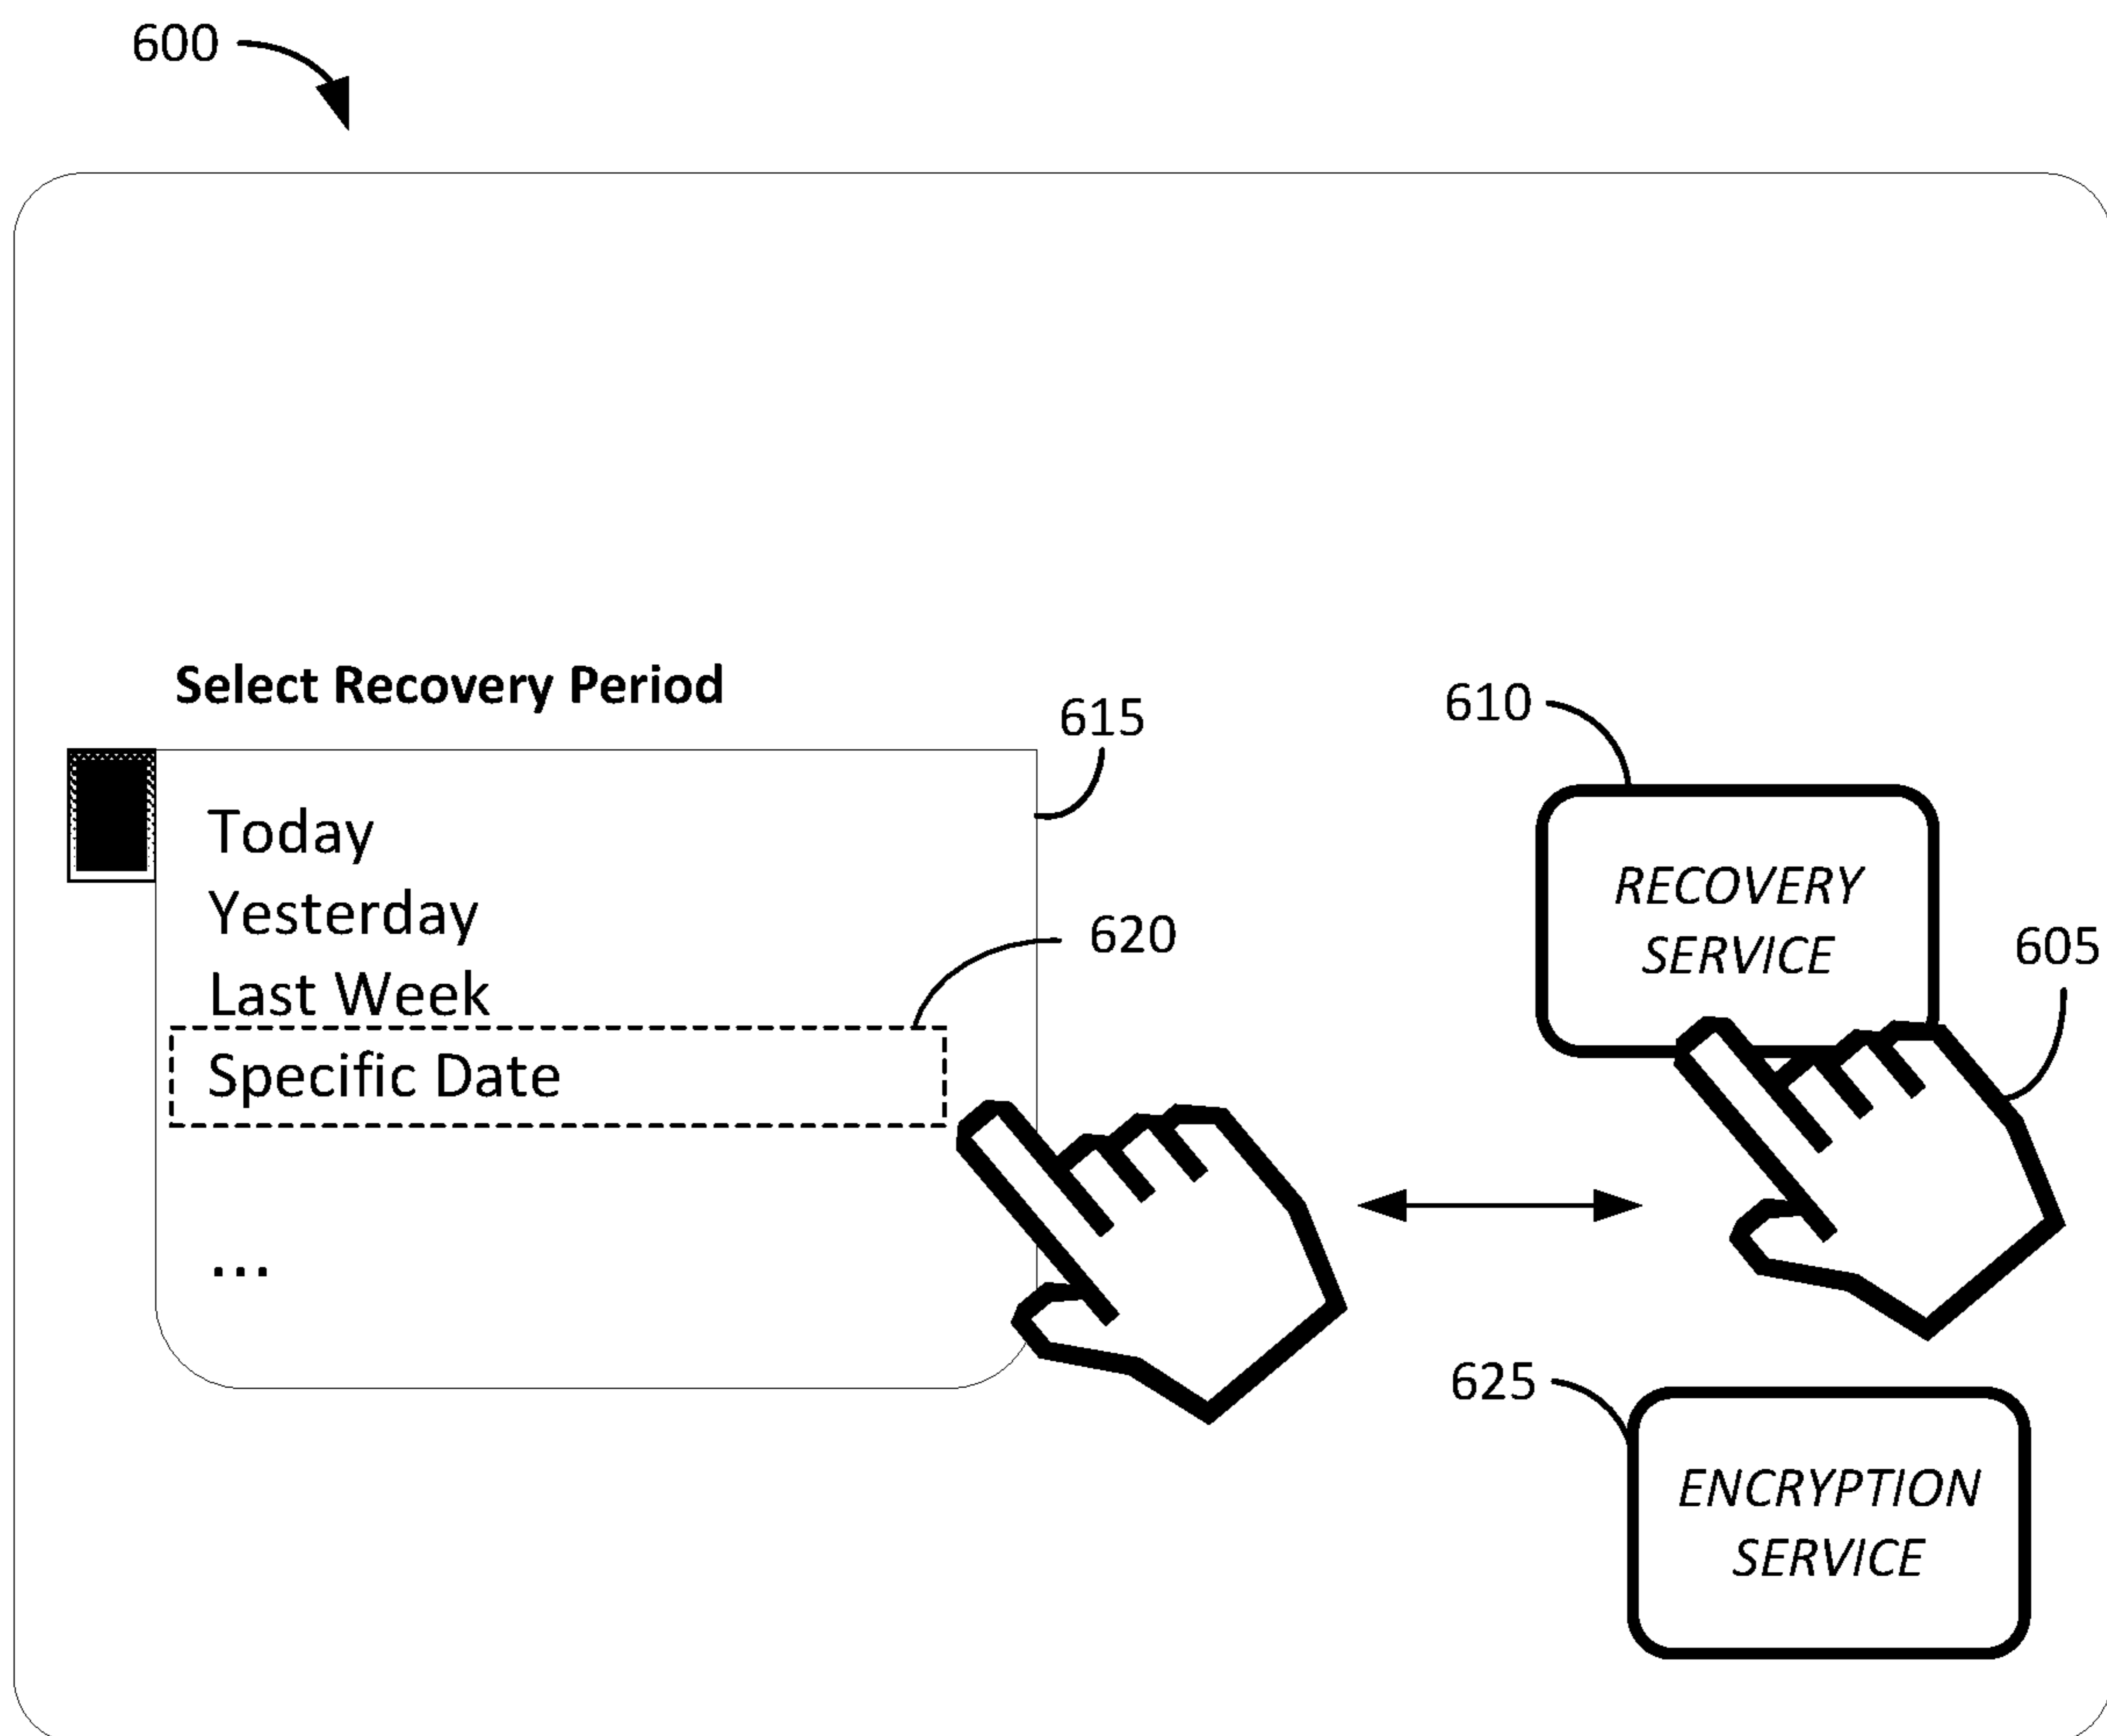 600
Select Recovery Period
615
Today
Yesterday
Last Week
620
Specific Date
...
610
RECOVERY
SERVICE
605
625
ENCRYPTION
SERVICE